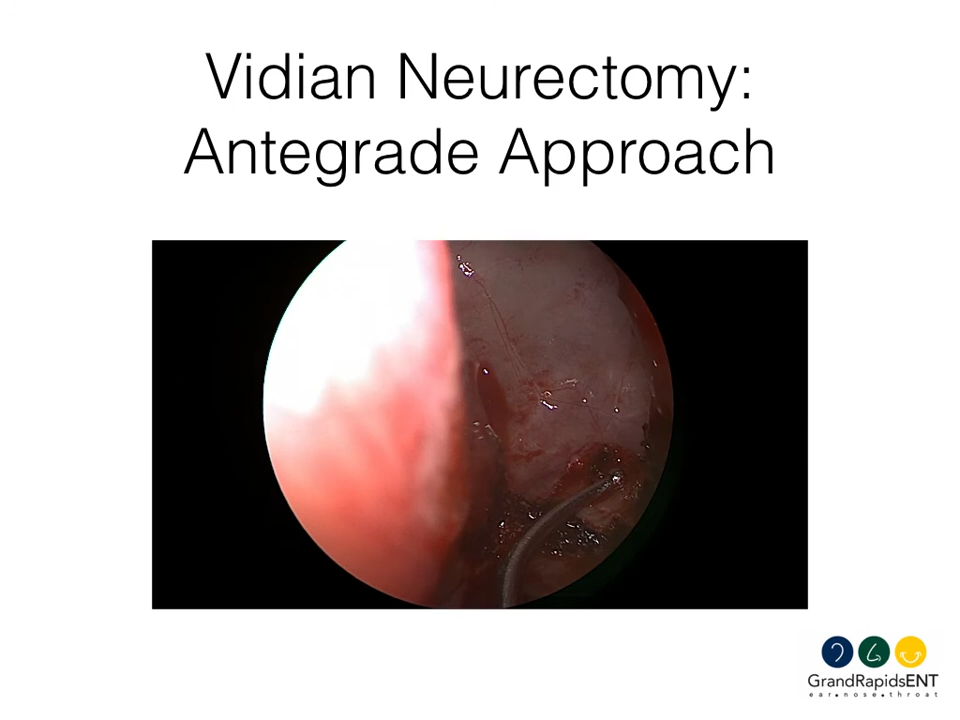 Vidian Neurectomy:
Antegrade Approach
GrandRapidsENT
ear.nose.throat